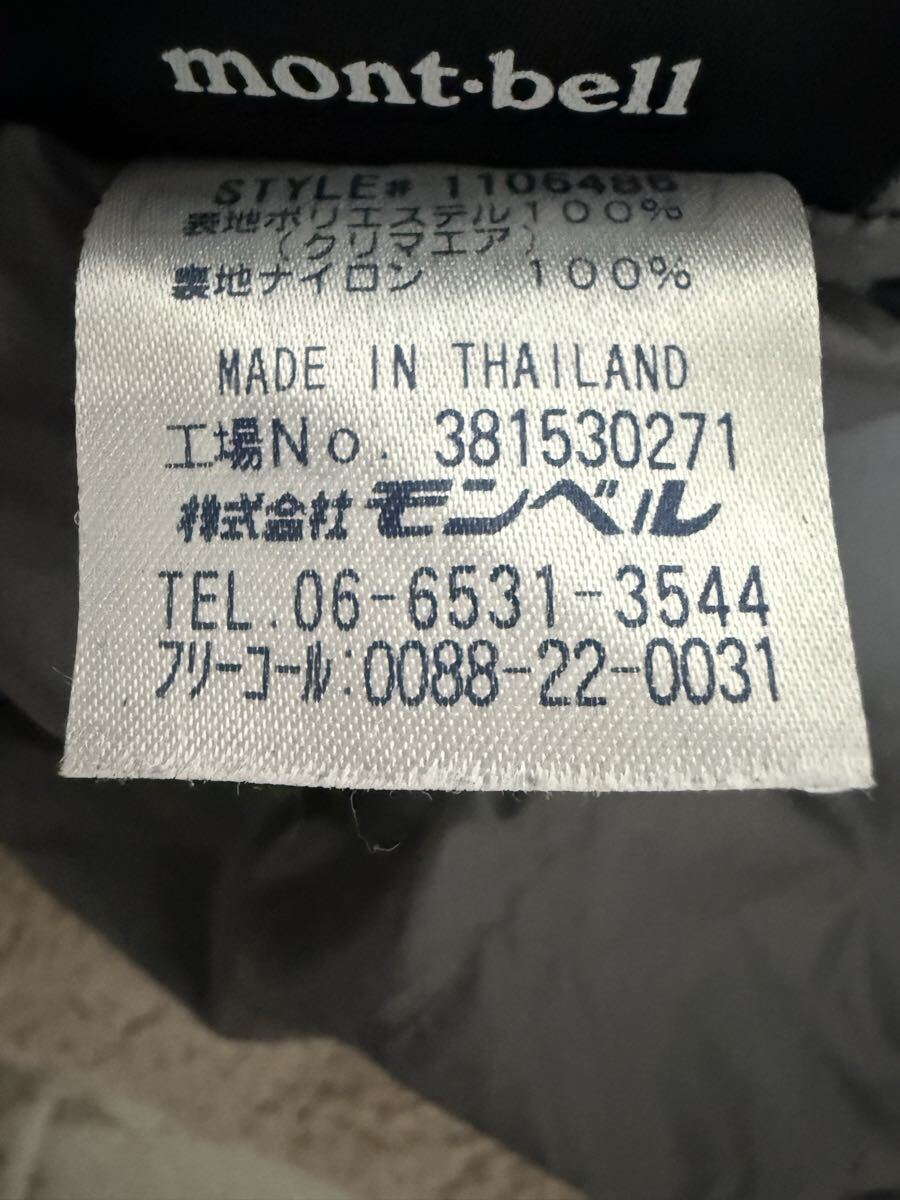 mont·bell
STYLE# 1106486
表地ポリエステル100%
(クリマエア)
裏地ナイロン 100%
MADE IN THAILAND
工場No. 381530271
株式会社モンベル
TEL.06-6531-3544
フリーコール:0088-22-0031